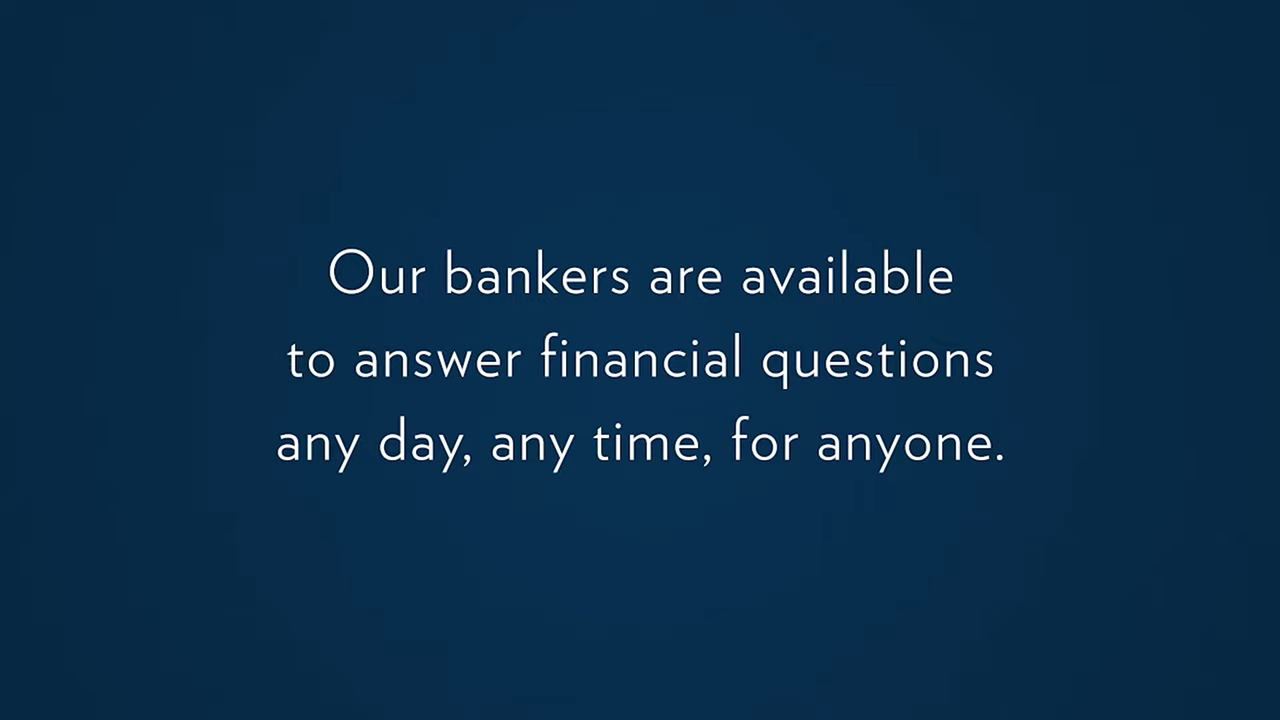 Our bankers are available
to answer financial questions
any day, any time, for anyone.